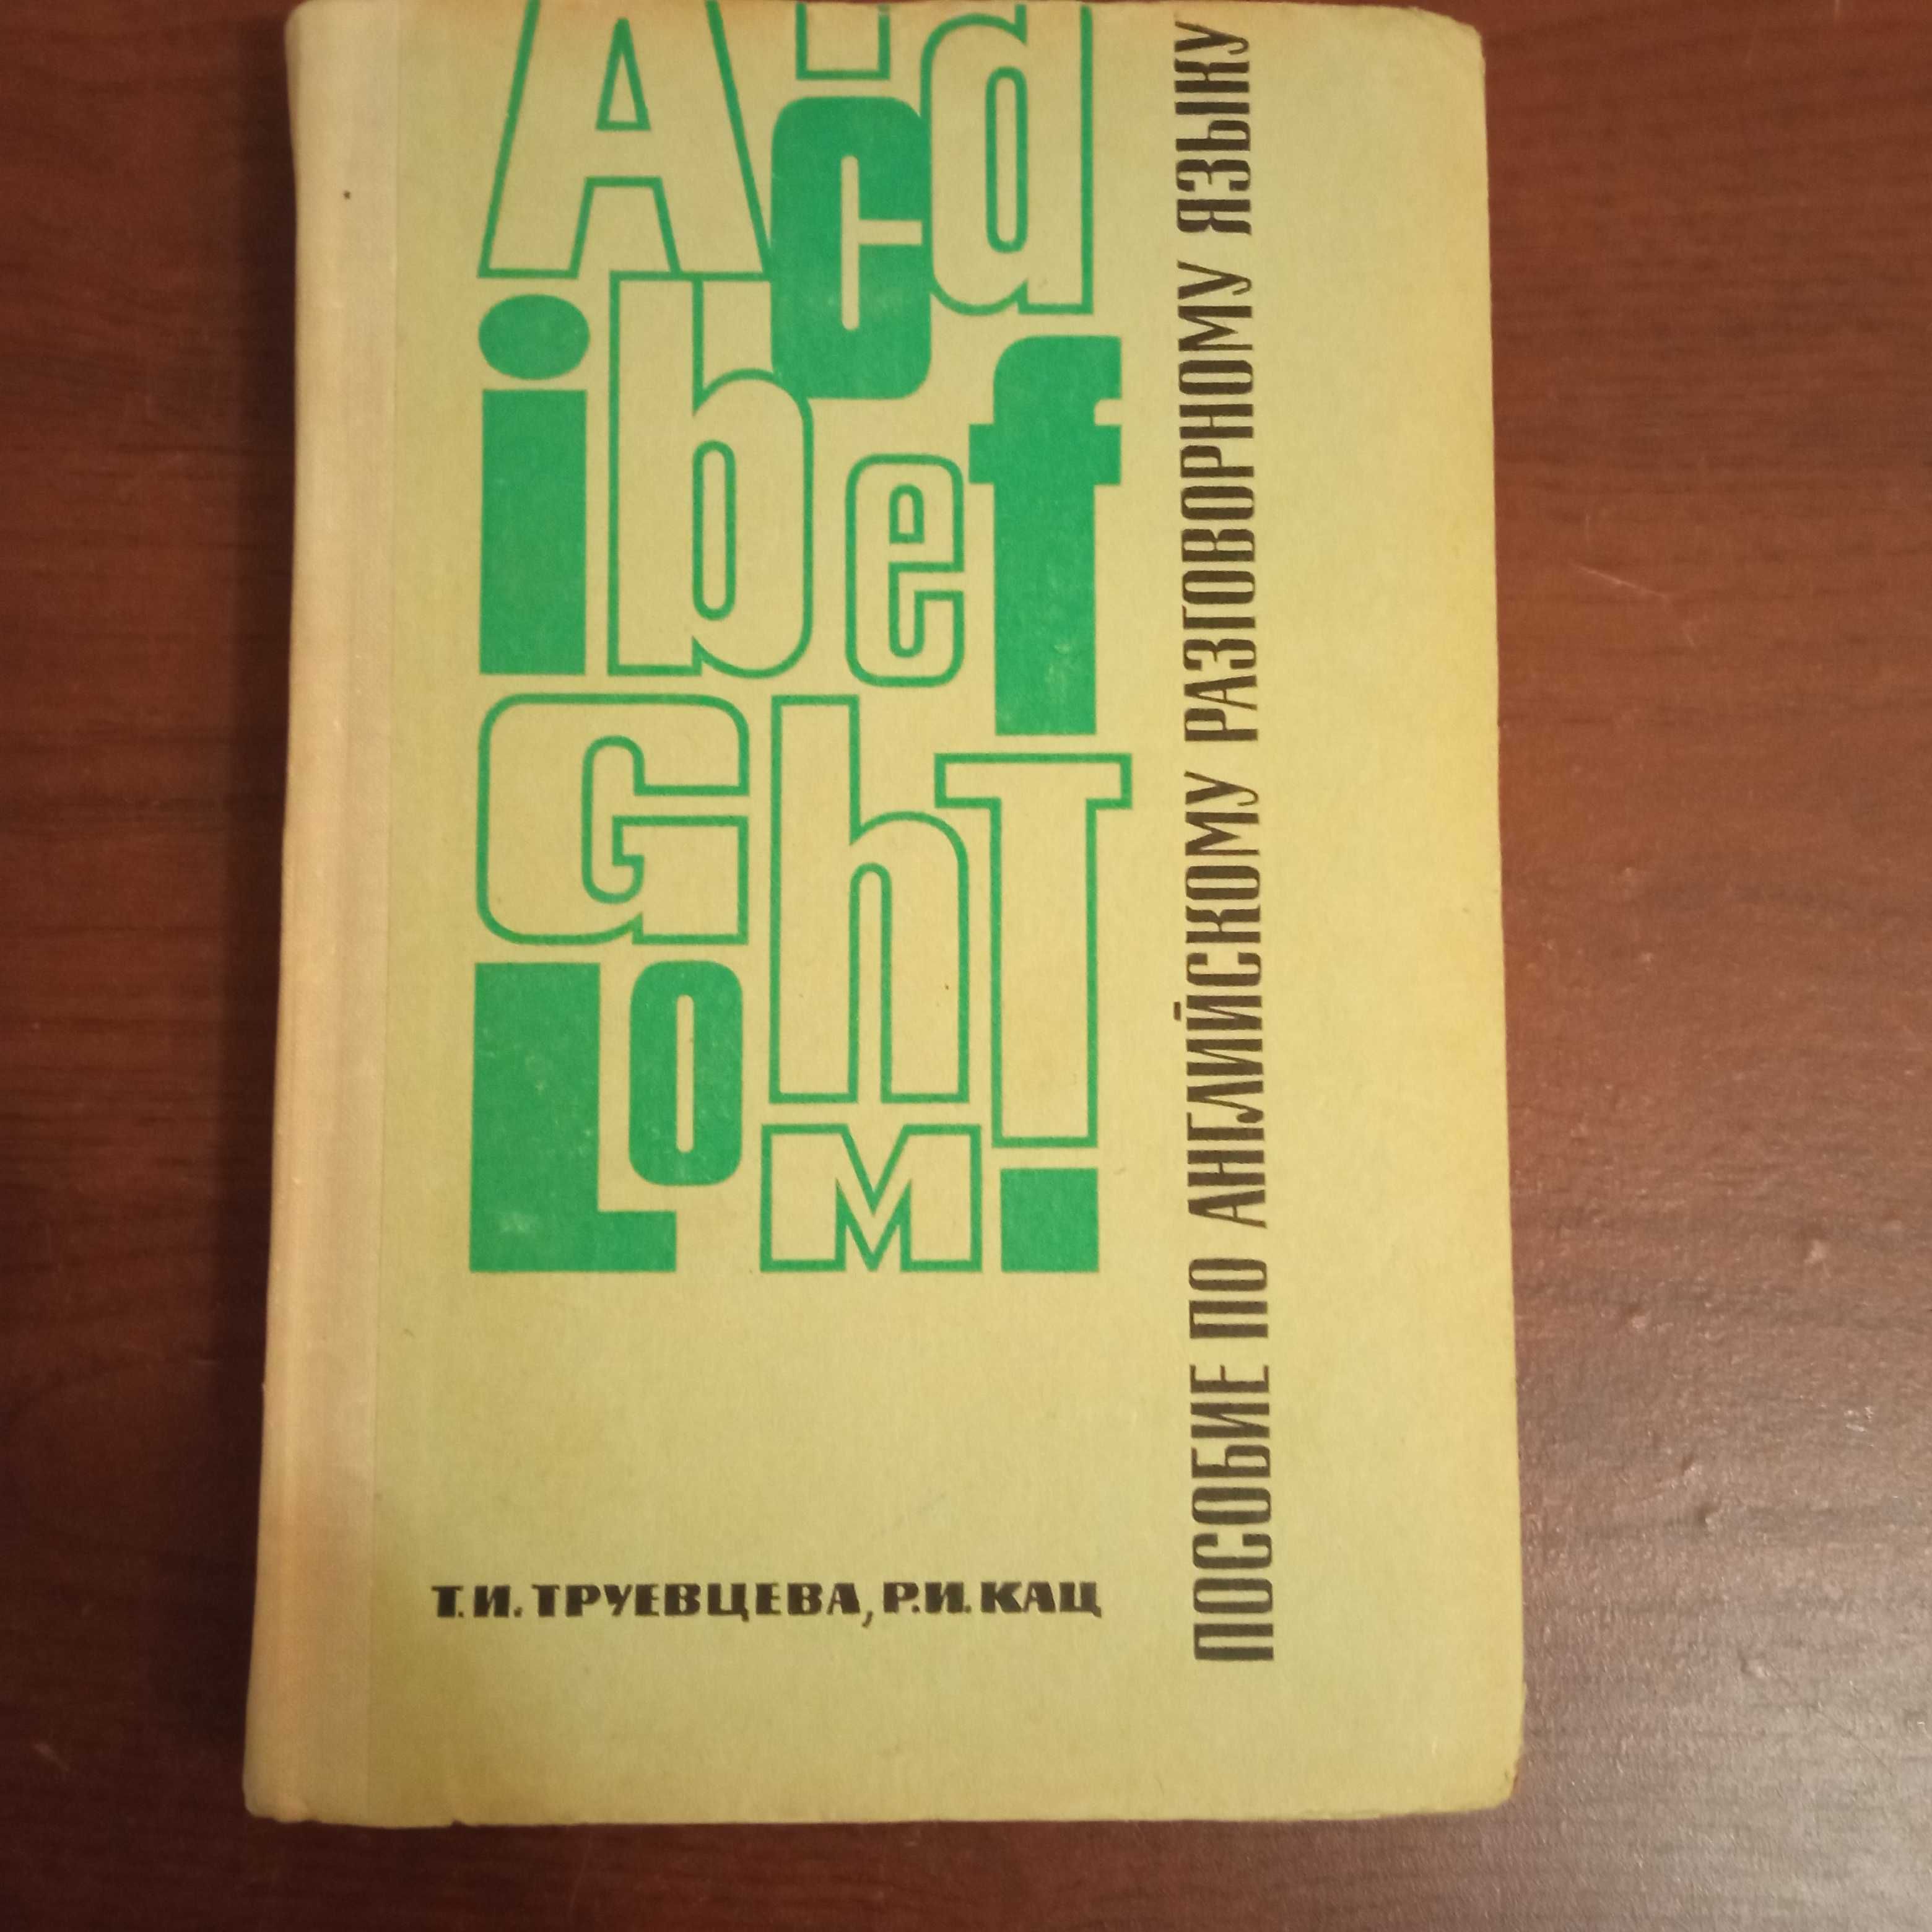 A d
c
i b e f
G h T
L o
M i
Т. И. ТРУЕВЦЕВА, Р. И. КАЦ
ПОСОБИЕ ПО АНГЛИЙСКОМУ РАЗГОВОРНОМУ ЯЗЫКУ